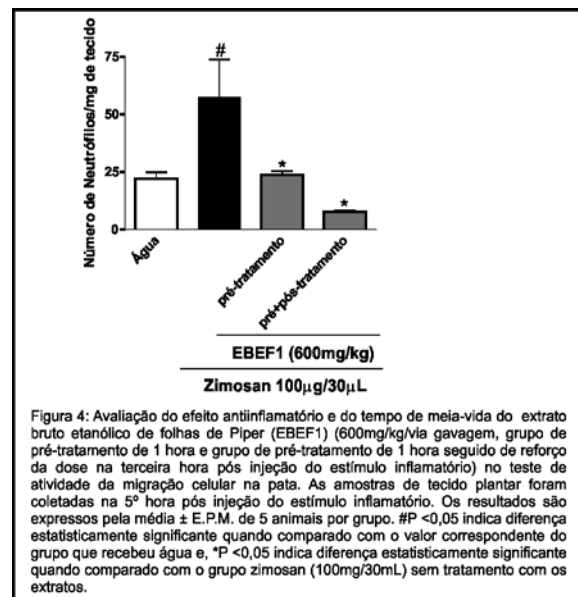 Número de Neutrófilos/mg de tecido
75
50
25
0
#
*
*
Água
pré-tratamento
pré+pós-tratamento
EBEF1 (600mg/kg)
Zimosan 100µg/30µL
Figura 4: Avaliação do efeito antiinflamatório e do tempo de meia-vida do extrato
bruto etanólico de folhas de Piper (EBEF1) (600mg/kg/via gavagem, grupo de
pré-tratamento de 1 hora e grupo de pré-tratamento de 1 hora seguido de reforço
da dose na terceira hora pós injeção do estímulo inflamatório) no teste de
atividade da migração celular na pata. As amostras de tecido plantar foram
coletadas na 5º hora pós injeção do estímulo inflamatório. Os resultados são
expressos pela média ± E.P.M. de 5 animais por grupo. #P <0,05 indica diferença
estatisticamente significante quando comparado com o valor correspondente do
grupo que recebeu água e, *P <0,05 indica diferença estatisticamente significante
quando comparado com o grupo zimosan (100mg/30mL) sem tratamento com os
extratos.